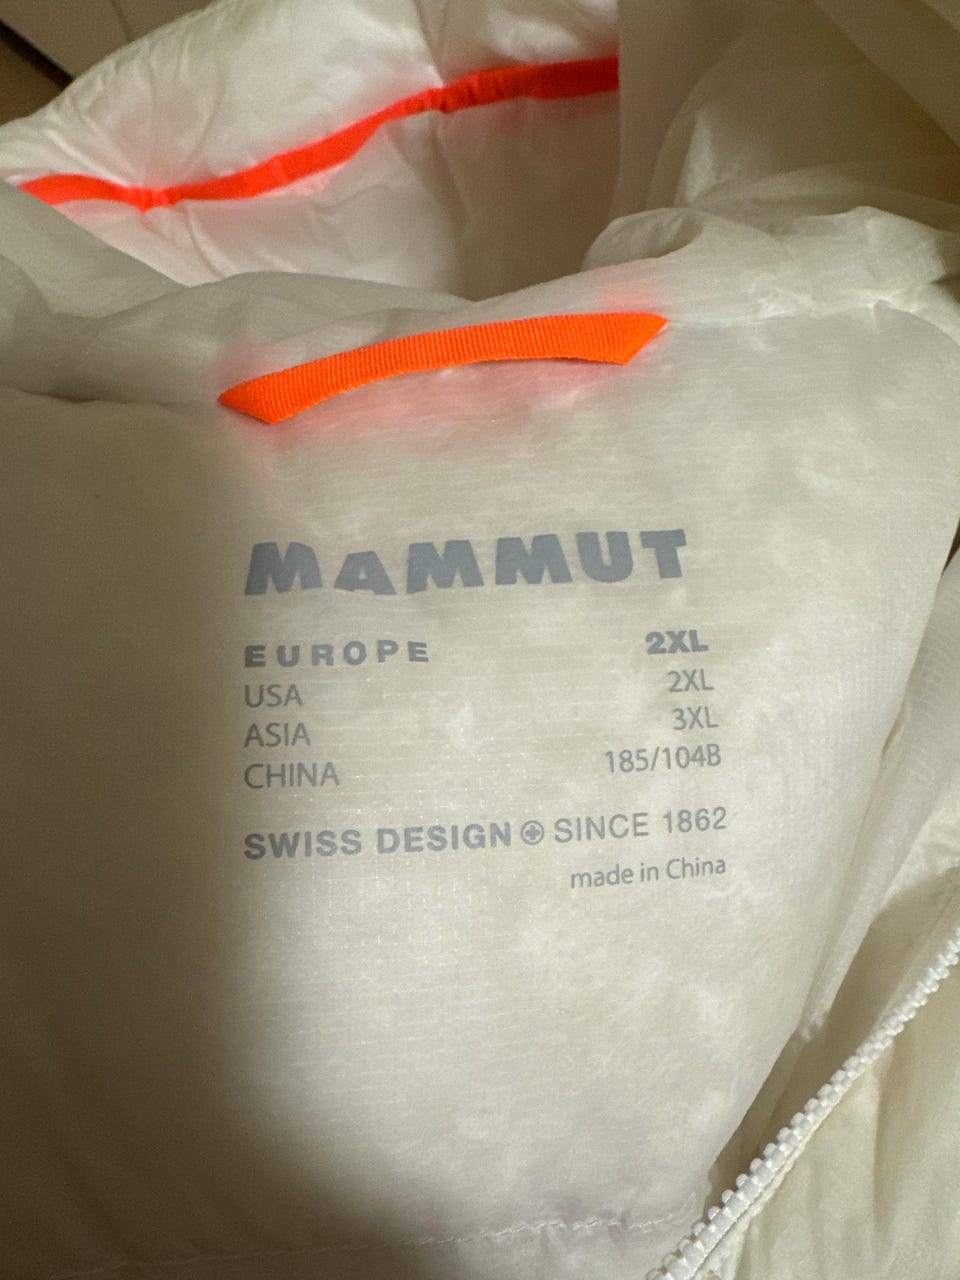 MAMMUT
EUROPE 2XL
USA 2XL
ASIA 3XL
CHINA 185/104B
SWISS DESIGN SINCE 1862
made in China